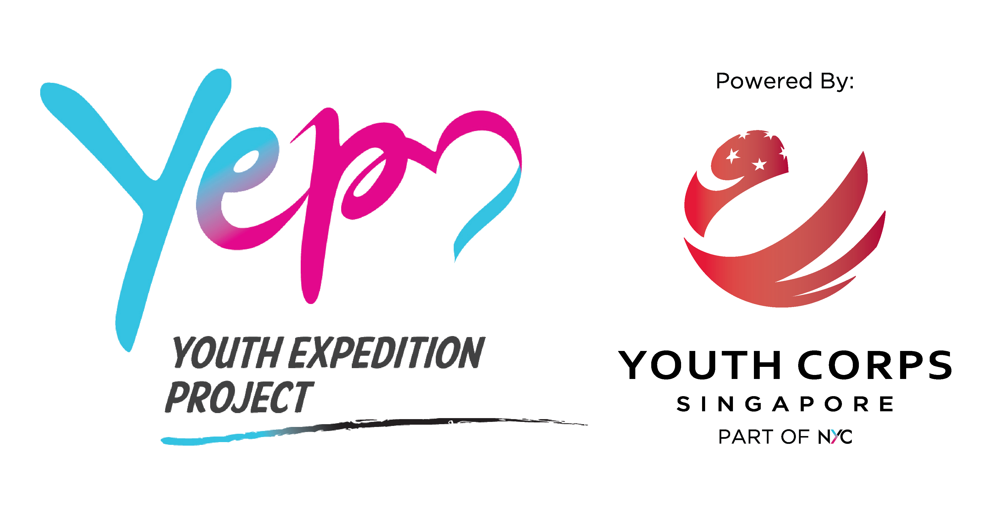 Yep
YOUTH EXPEDITION
PROJECT
Powered By:
YOUTH CORPS
SINGAPORE
PART OF NYC